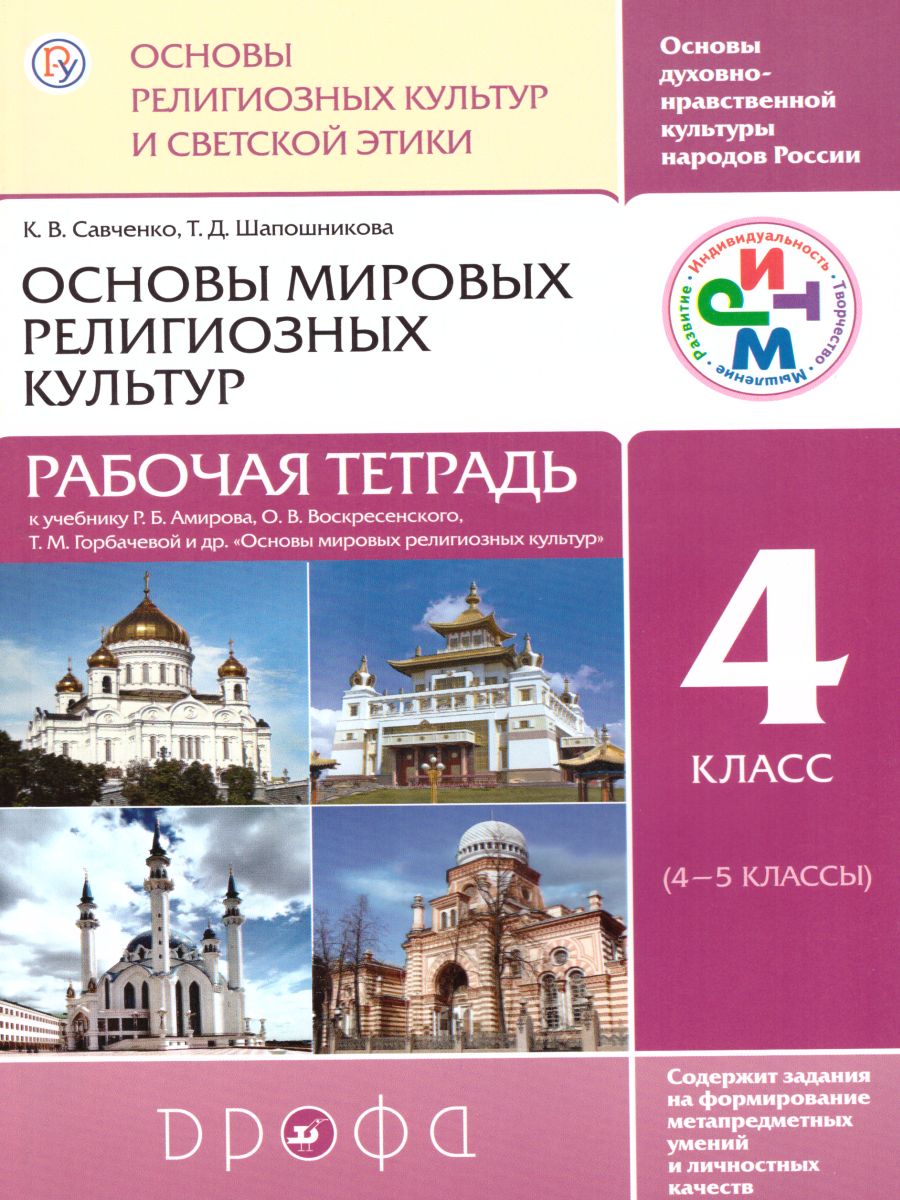 РУ
ОСНОВЫ
РЕЛИГИОЗНЫХ КУЛЬТУР
И СВЕТСКОЙ ЭТИКИ
Основы
духовно-
нравственной
культуры
народов России
К. В. Савченко, Т. Д. Шапошникова
ОСНОВЫ МИРОВЫХ
РЕЛИГИОЗНЫХ
КУЛЬТУР
Развитие • Индивидуальность • Творчество • Мышление •
РИТМ
РАБОЧАЯ ТЕТРАДЬ
к учебнику Р. Б. Амирова, О. В. Воскресенского,
Т. М. Горбачевой и др. «Основы мировых религиозных культур»
4
КЛАСС
(4–5 КЛАССЫ)
Содержит задания
на формирование
метапредметных
умений
и личностных
качеств
ДРОФА